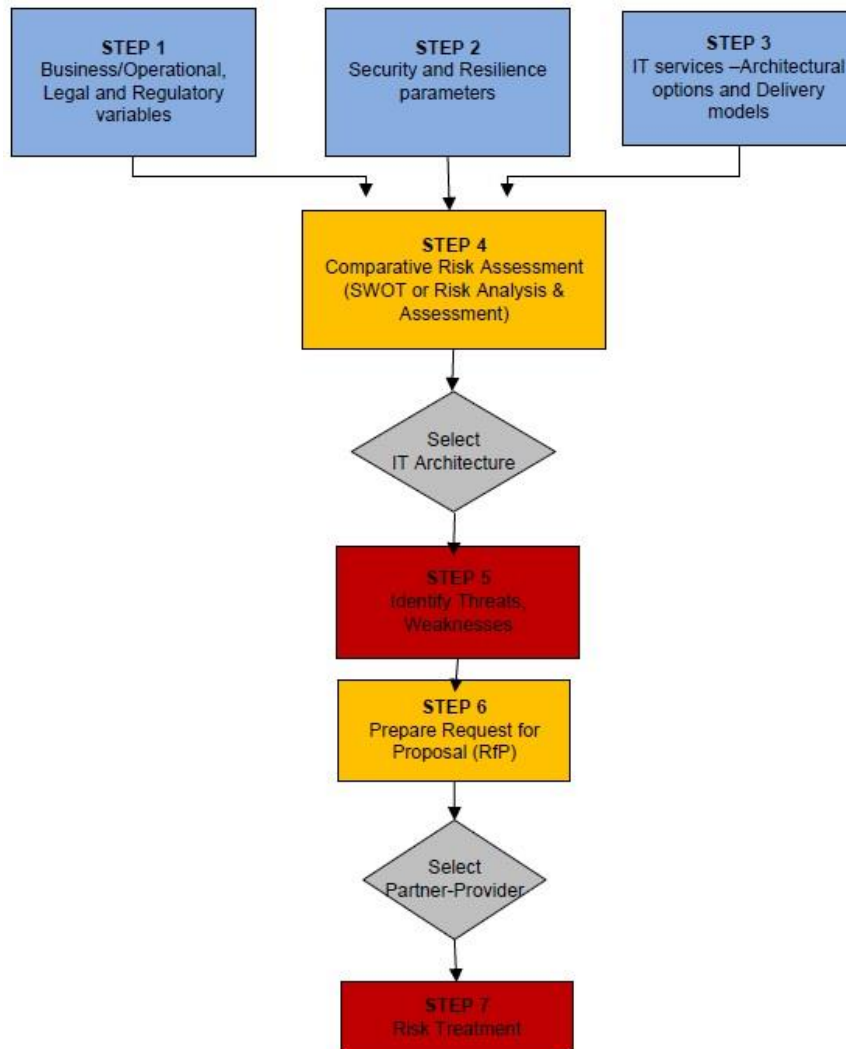 STEP 1
Business/Operational,
Legal and Regulatory
variables
STEP 2
Security and Resilience
parameters
STEP 3
IT services –Architectural
options and Delivery
models
STEP 4
Comparative Risk Assessment
(SWOT or Risk Analysis &
Assessment)
Select
IT Architecture
STEP 5
Identify Threats,
Weaknesses
STEP 6
Prepare Request for
Proposal (RfP)
Select
Partner-Provider
STEP 7
Risk Treatment